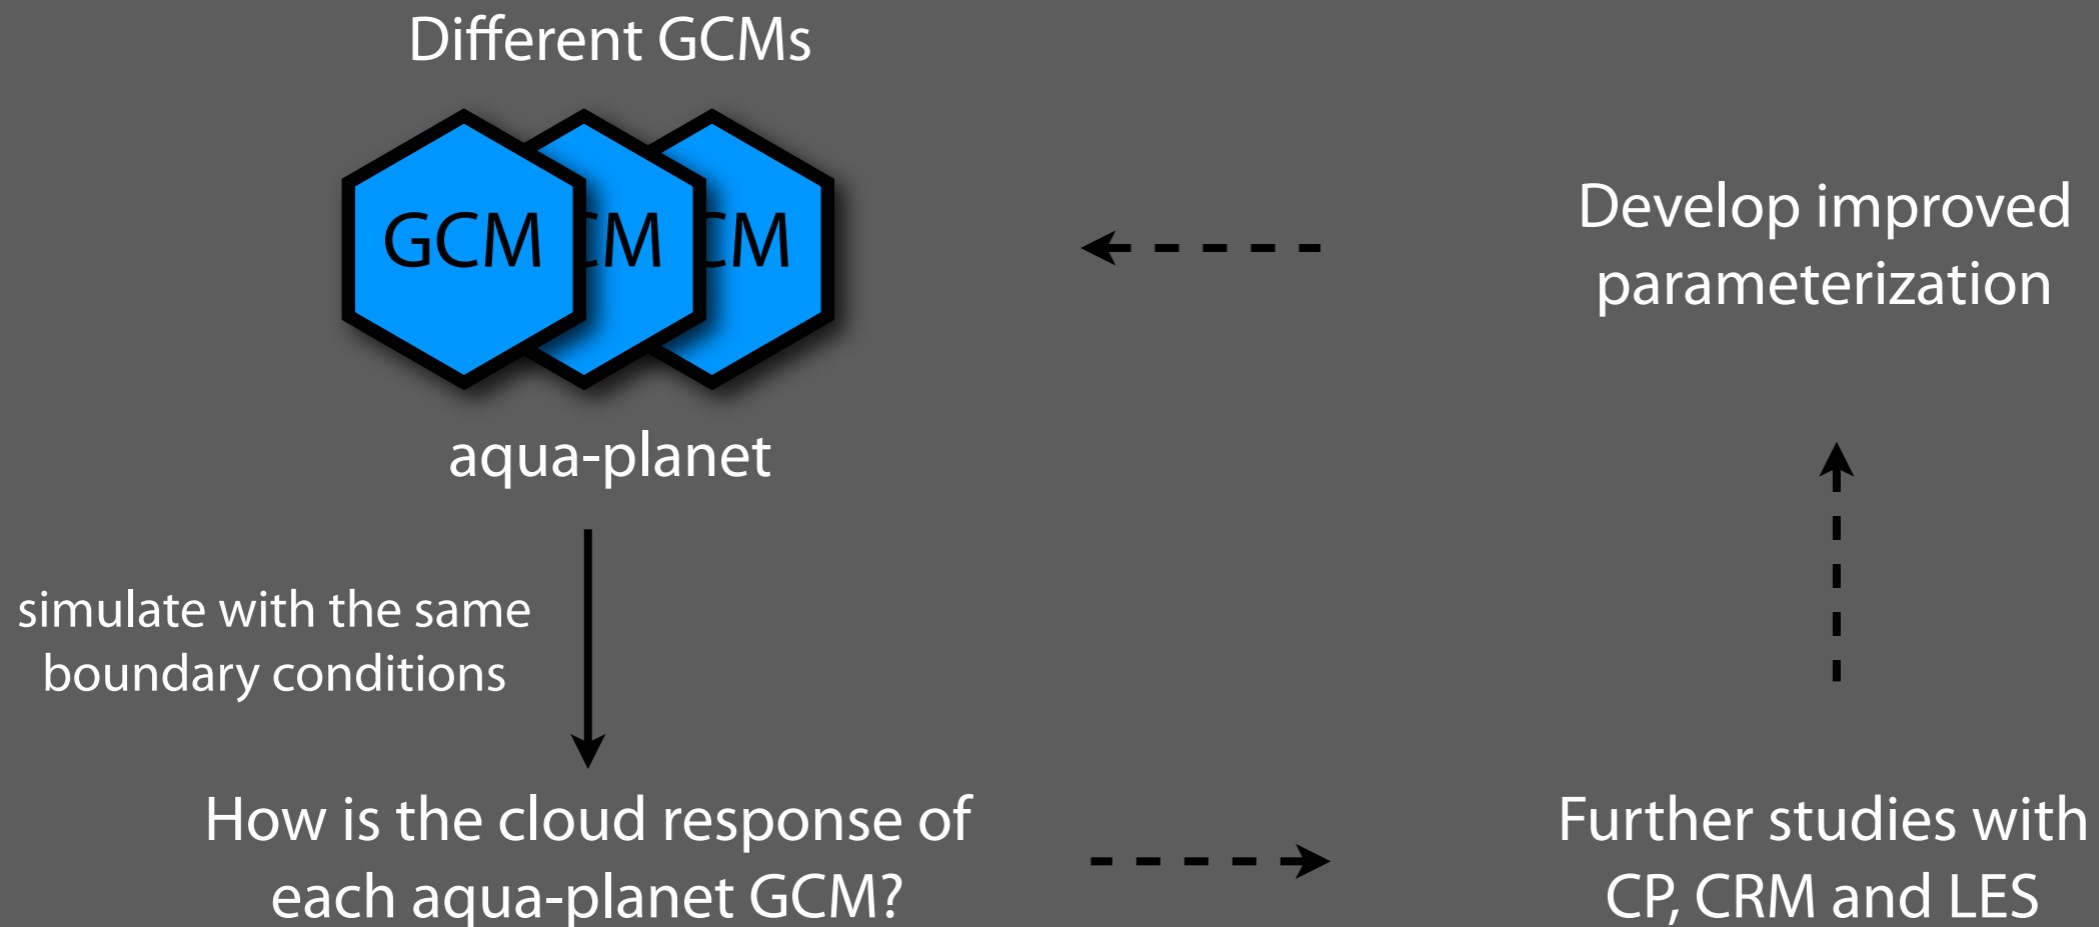 Different GCMs
GCM CM CM
aqua-planet
simulate with the same
boundary conditions
How is the cloud response of
each aqua-planet GCM?
Develop improved
parameterization
Further studies with
CP, CRM and LES